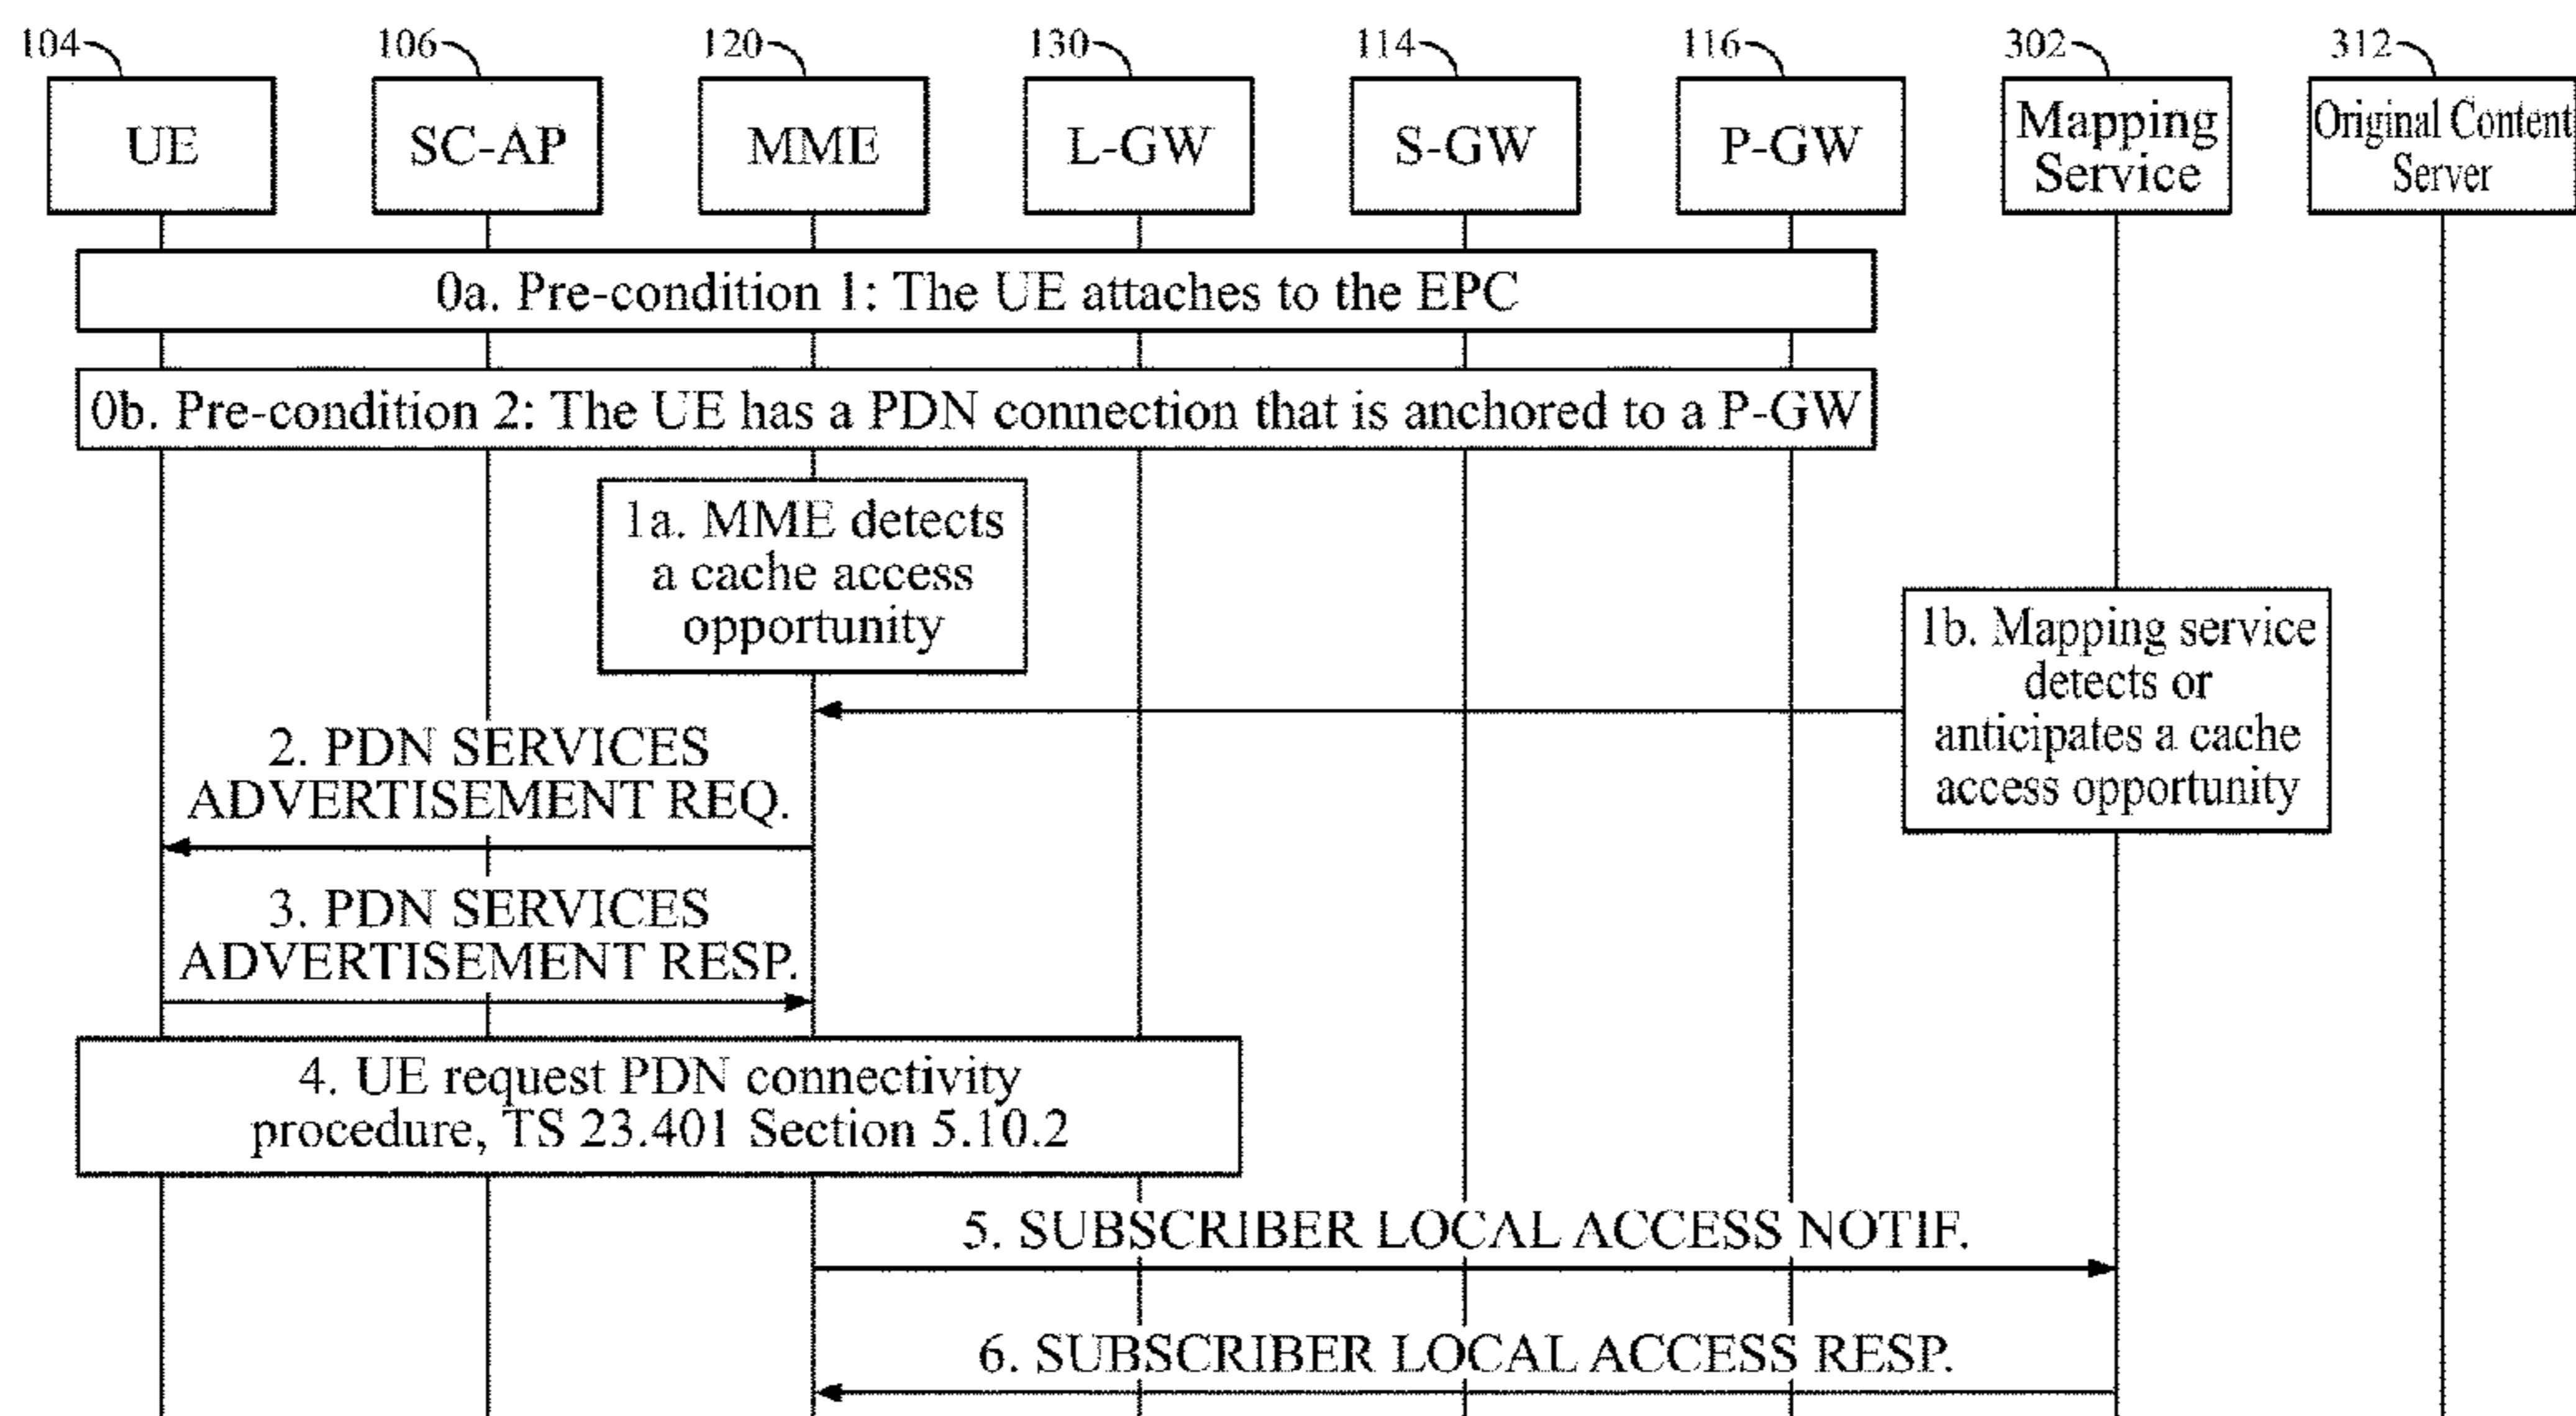 104
106
120
130
114
116
302
312
UE
SC-AP
MME
L-GW
S-GW
P-GW
Mapping
Service
Original Content
Server
0a. Pre-condition 1: The UE attaches to the EPC
0b. Pre-condition 2: The UE has a PDN connection that is anchored to a P-GW
1a. MME detects
a cache access
opportunity
1b. Mapping service
detects or
anticipates a cache
access opportunity
2. PDN SERVICES
ADVERTISEMENT REQ.
3. PDN SERVICES
ADVERTISEMENT RESP.
4. UE request PDN connectivity
procedure, TS 23.401 Section 5.10.2
5. SUBSCRIBER LOCAL ACCESS NOTIF.
6. SUBSCRIBER LOCAL ACCESS RESP.